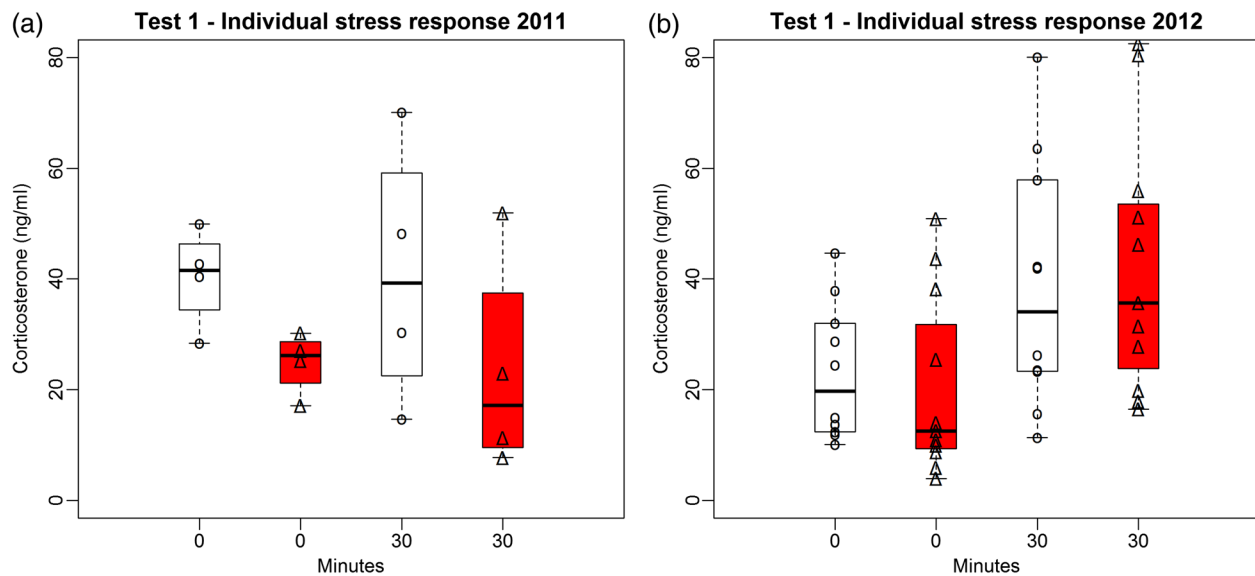 (a)
Test 1 - Individual stress response 2011
Corticosterone (ng/ml)
80
60
40
20
0
0 0 30 30
Minutes
(b)
Test 1 - Individual stress response 2012
Corticosterone (ng/ml)
80
60
40
20
0
0 0 30 30
Minutes